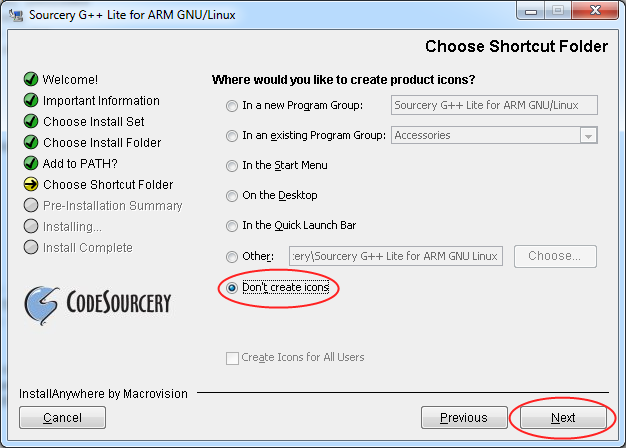 Sourcery G++ Lite for ARM GNU/Linux
Choose Shortcut Folder
Welcome!
Important Information
Choose Install Set
Choose Install Folder
Add to PATH?
Choose Shortcut Folder
Pre-Installation Summary
Installing...
Install Complete
CODESOURCERY
Where would you like to create product icons?
In a new Program Group: Sourcery G++ Lite for ARM GNU/Linux
In an existing Program Group: Accessories
In the Start Menu
On the Desktop
In the Quick Launch Bar
Other: :ery\Sourcery G++ Lite for ARM GNU Linux Choose...
Don't create icons
Create Icons for All Users
InstallAnywhere by Macrovision
Cancel Previous Next